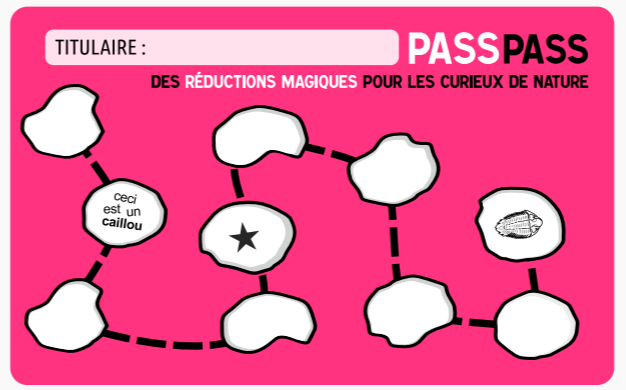 TITULAIRE :
PASSPASS
DES RÉDUCTIONS MAGIQUES POUR LES CURIEUX DE NATURE
ceci
est un
caillou